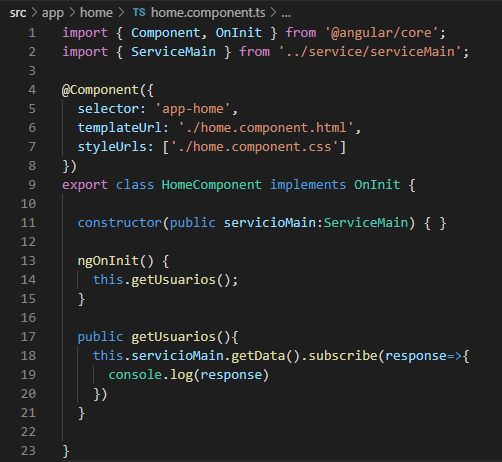 src > app > home > TS home.component.ts > ...
1 import { Component, OnInit } from '@angular/core';
2 import { ServiceMain } from '../service/serviceMain';
3
4 @Component({
5   selector: 'app-home',
6   templateUrl: './home.component.html',
7   styleUrls: ['./home.component.css']
8 })
9 export class HomeComponent implements OnInit {
10
11   constructor(public servicioMain:ServiceMain) { }
12
13   ngOnInit() {
14     this.getUsuarios();
15   }
16
17   public getUsuarios(){
18     this.servicioMain.getData().subscribe(response=>{
19       console.log(response)
20     })
21   }
22
23 }